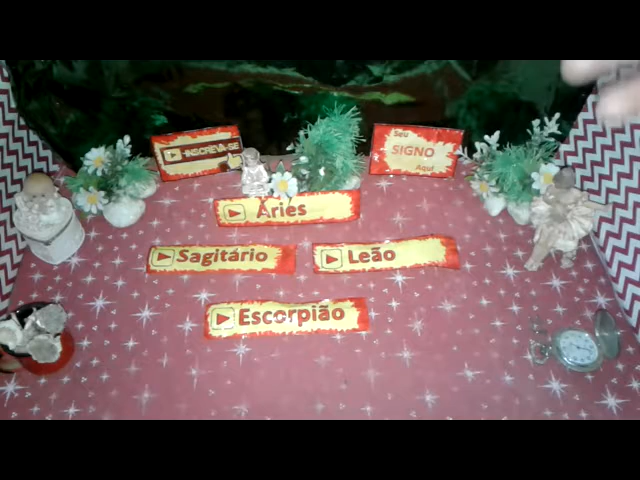 INSCREVA-SE
Seu
SIGNO
Aqui
Áries
Sagitário
Leão
Escorpião